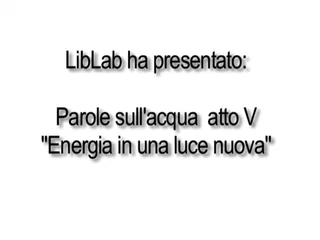 LibLab ha presentato:
Parole sull'acqua atto V
"Energia in una luce nuova"